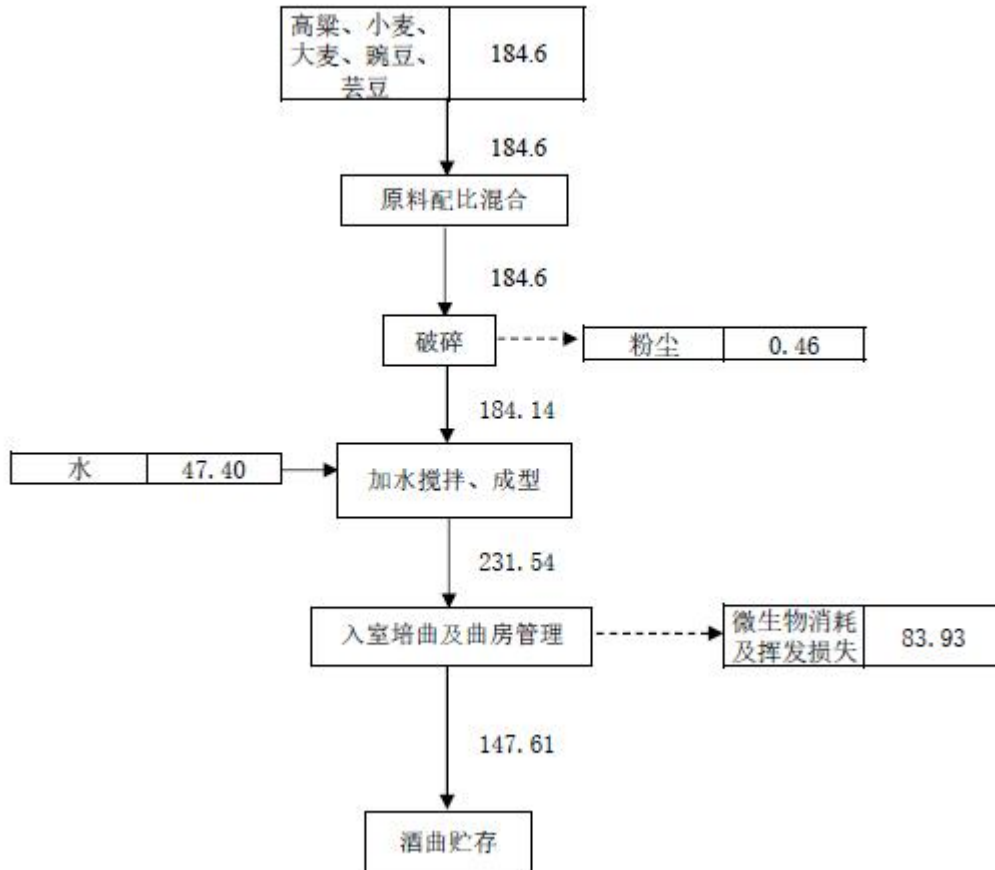 高粱、小麦、
大麦、豌豆、
芸豆
184.6
184.6
原料配比混合
184.6
破碎
粉尘
0.46
184.14
水
47.40
加水搅拌、成型
231.54
入室培曲及曲房管理
微生物消耗
及挥发损失
83.93
147.61
酒曲贮存